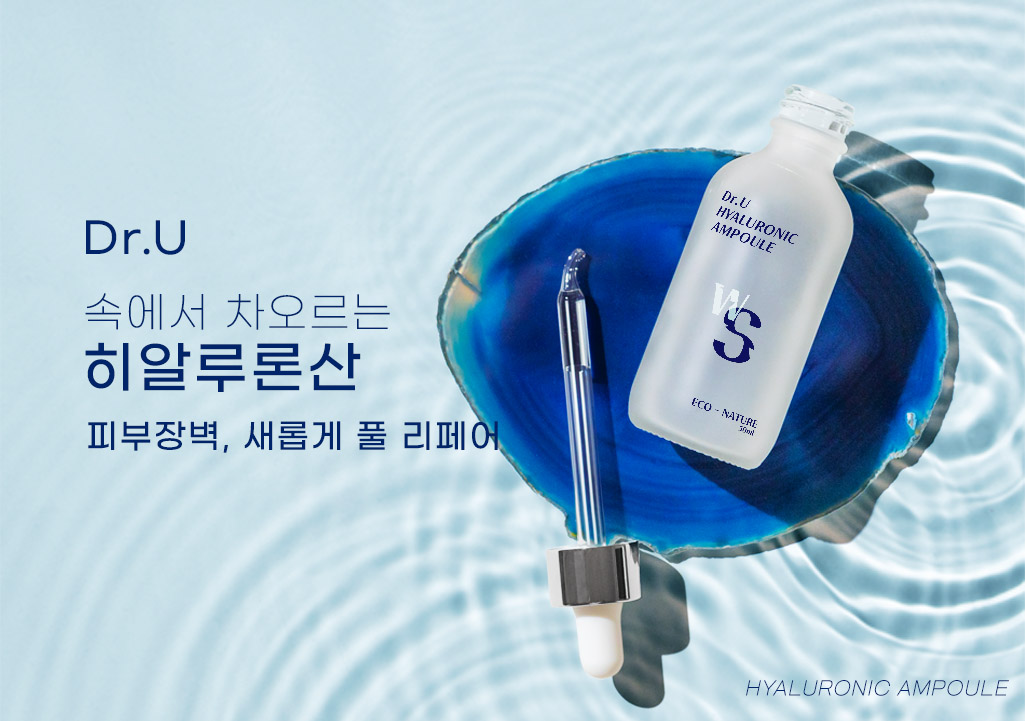 Dr.U
속에서 차오르는
히알루론산
피부장벽, 새롭게 풀 리페어
Dr.U
HYALURONIC
AMPOULE
WS
ECO - NATURE
50ml
HYALURONIC AMPOULE